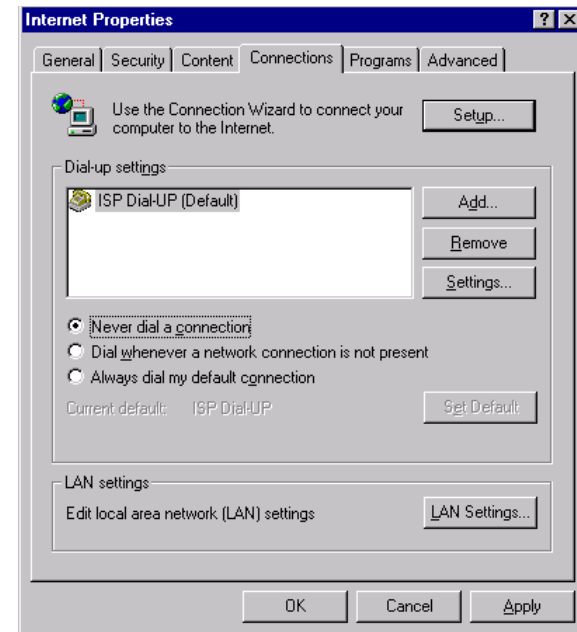 Internet Properties
? X
General Security Content Connections Programs Advanced
Use the Connection Wizard to connect your
computer to the Internet.
Setup...
Dial-up settings
ISP Dial-UP (Default)
Add...
Remove
Settings...
Never dial a connection
Dial whenever a network connection is not present
Always dial my default connection
Current default: ISP Dial-UP
Set Default
LAN settings
Edit local area network (LAN) settings
LAN Settings...
OK Cancel Apply